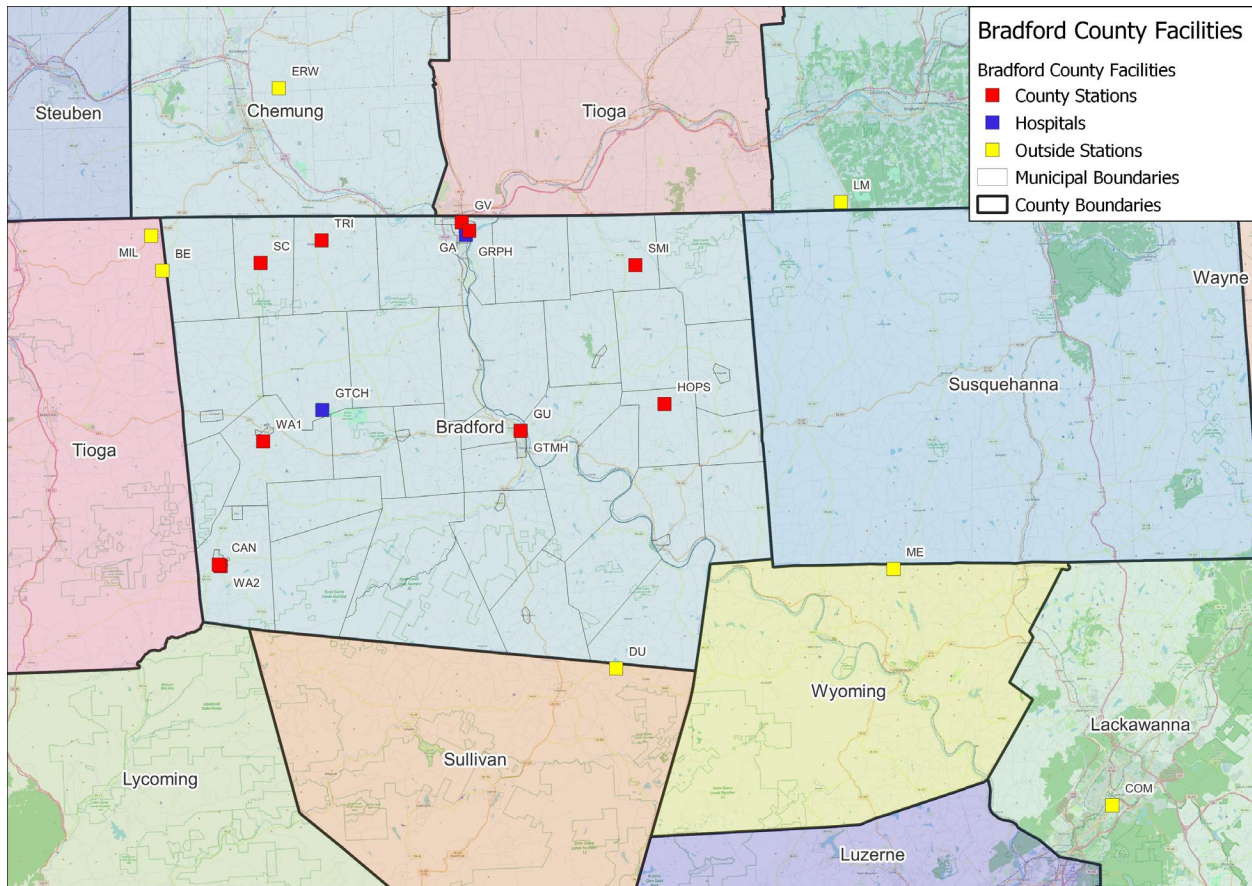 Bradford County Facilities
Bradford County Facilities
County Stations
Hospitals
Outside Stations
Municipal Boundaries
County Boundaries
Steuben
ERW
Chemung
Tioga
LM
GV
TRI
MIL
BE
SC
GA
GRPH
SMI
Wayne
GTCH
HOPS
Susquehanna
WA1
GU
Bradford
GTMH
Tioga
CAN
WA2
ME
DU
Wyoming
Lackawanna
Sullivan
Lycoming
COM
Luzerne